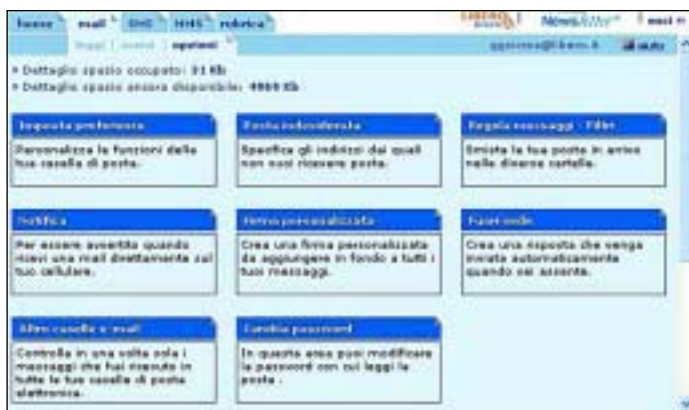 home mail SMS MMS rubrica
News esci
leggi | scrivi | opzioni
aiuto
Dettaglio spazio occupato: 31 Kb
Dettaglio spazio ancora disponibile: Kb
Imposta preferenze
Personalizza le funzioni della
tua casella di posta.
Posta indesiderata
Specifica gli indirizzi dai quali
non vuoi ricevere posta.
Regola messaggi - Filtri
Smista la tua posta in arrivo
nelle diverse cartelle.
Notifica
Per essere avvertito quando
ricevi una mail direttamente sul
tuo cellulare.
Firma personalizzata
Crea una firma personalizzata
da aggiungere in fondo a tutti i
tuoi messaggi.
Fuori sede
Crea una risposta che venga
inviata automaticamente
quando sei assente.
Altre caselle e-mail
Controlla in una volta sola i
messaggi che hai ricevuto in
tutte le tue caselle di posta
elettronica.
Cambia password
In questa area puoi modificare
la password con cui leggi la
posta .